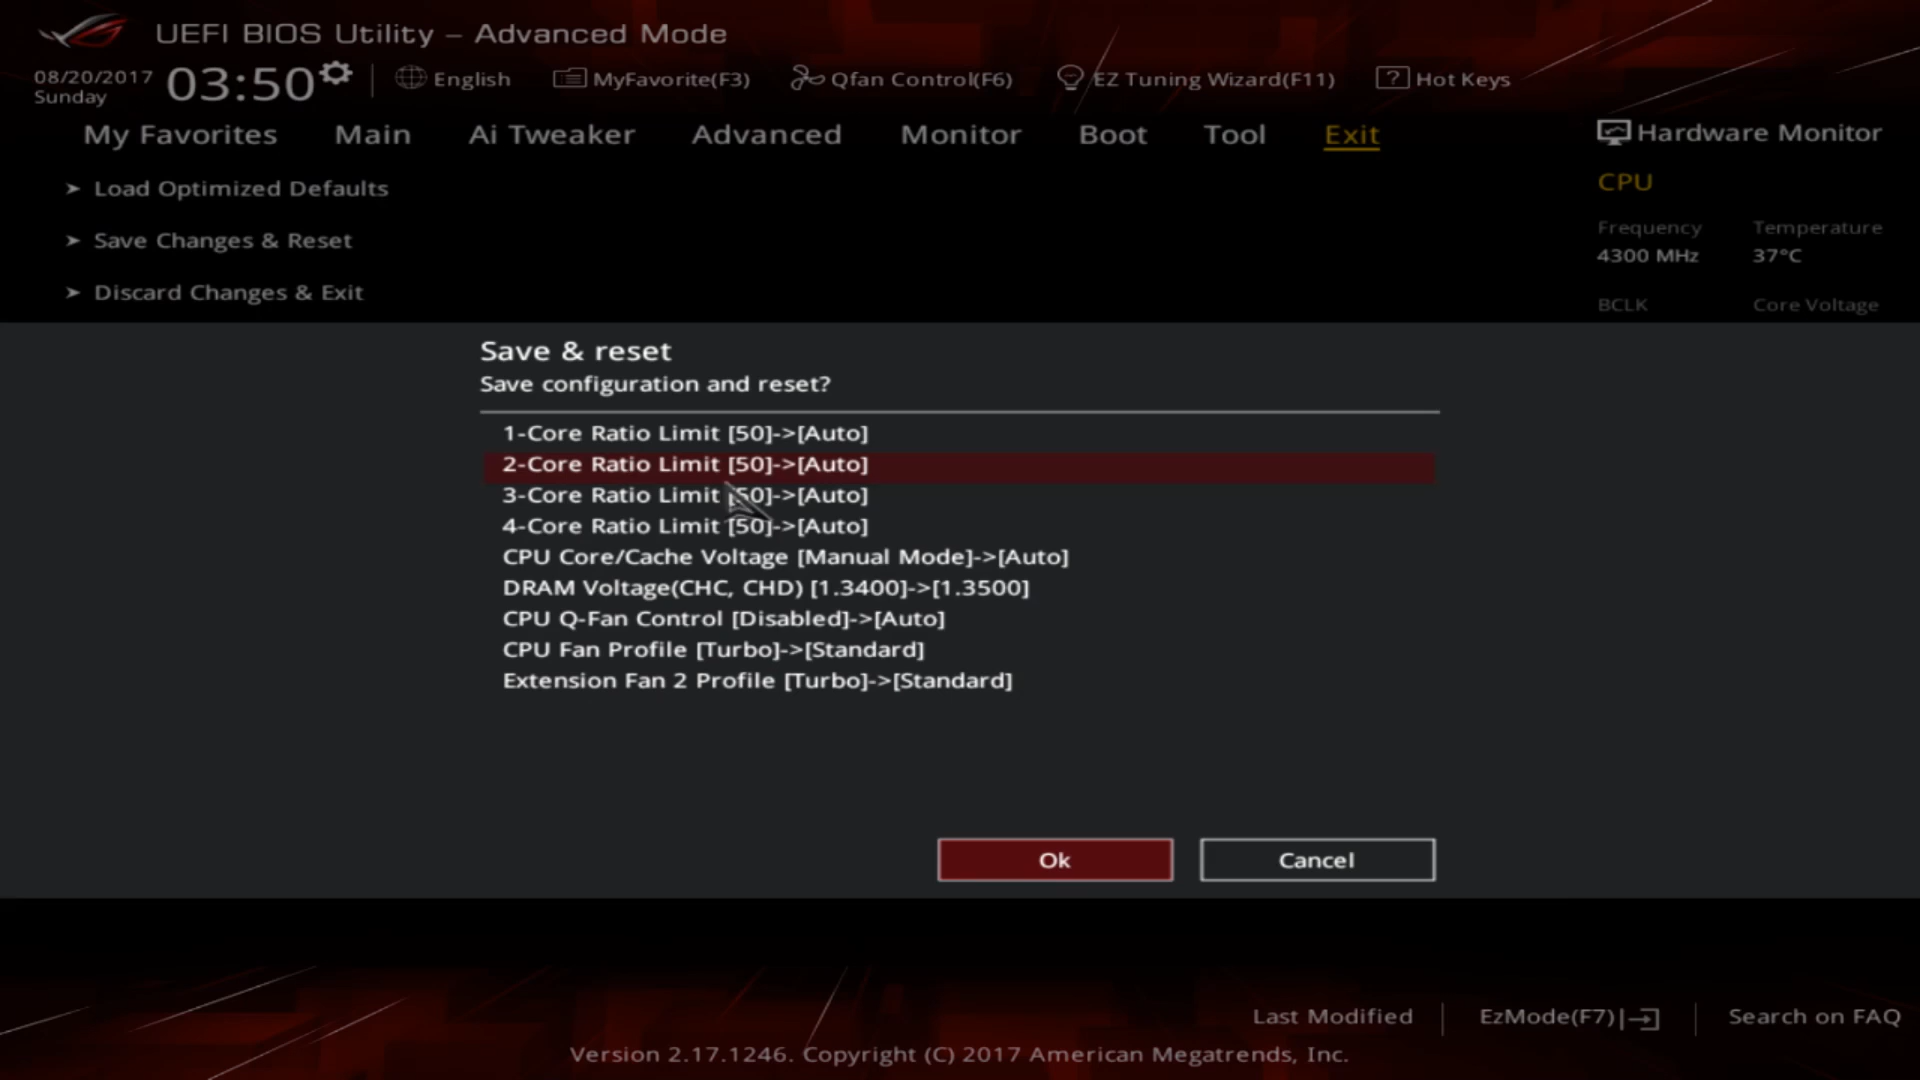 UEFI BIOS Utility – Advanced Mode
08/20/2017
Sunday
03:50
English
MyFavorite(F3)
Qfan Control(F6)
EZ Tuning Wizard(F11)
Hot Keys
My Favorites
Main
Ai Tweaker
Advanced
Monitor
Boot
Tool
Exit
Hardware Monitor
Load Optimized Defaults
Save Changes & Reset
Discard Changes & Exit
CPU
Frequency
Temperature
4300 MHz
37°C
BCLK
Core Voltage
Save & reset
Save configuration and reset?
1-Core Ratio Limit [50]->[Auto]
2-Core Ratio Limit [50]->[Auto]
3-Core Ratio Limit [50]->[Auto]
4-Core Ratio Limit [50]->[Auto]
CPU Core/Cache Voltage [Manual Mode]->[Auto]
DRAM Voltage(CHC, CHD) [1.3400]->[1.3500]
CPU Q-Fan Control [Disabled]->[Auto]
CPU Fan Profile [Turbo]->[Standard]
Extension Fan 2 Profile [Turbo]->[Standard]
Ok
Cancel
Last Modified
EzMode(F7)
Search on FAQ
Version 2.17.1246. Copyright (C) 2017 American Megatrends, Inc.